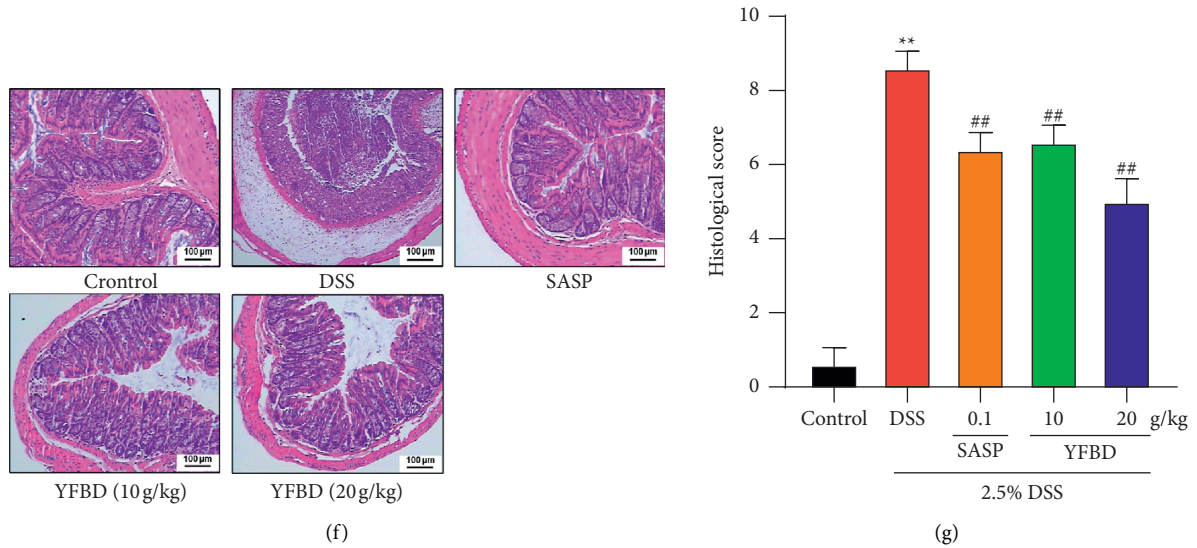 100 μm
100 μm
100 μm
Crontrol
DSS
SASP
100 μm
100 μm
YFBD (10 g/kg)
YFBD (20 g/kg)
(f)
10
8
6
4
2
0
Histological score
**
##
##
##
Control
DSS
0.1
10
20
g/kg
SASP
YFBD
2.5% DSS
(g)